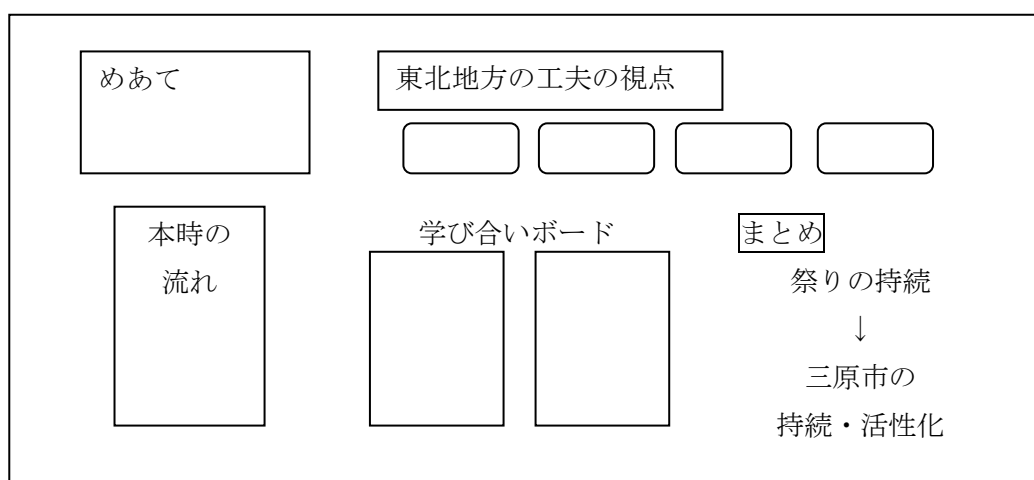 めあて
東北地方の工夫の視点
本時の
流れ
学び合いボード
まとめ
祭りの持続
↓
三原市の
持続・活性化